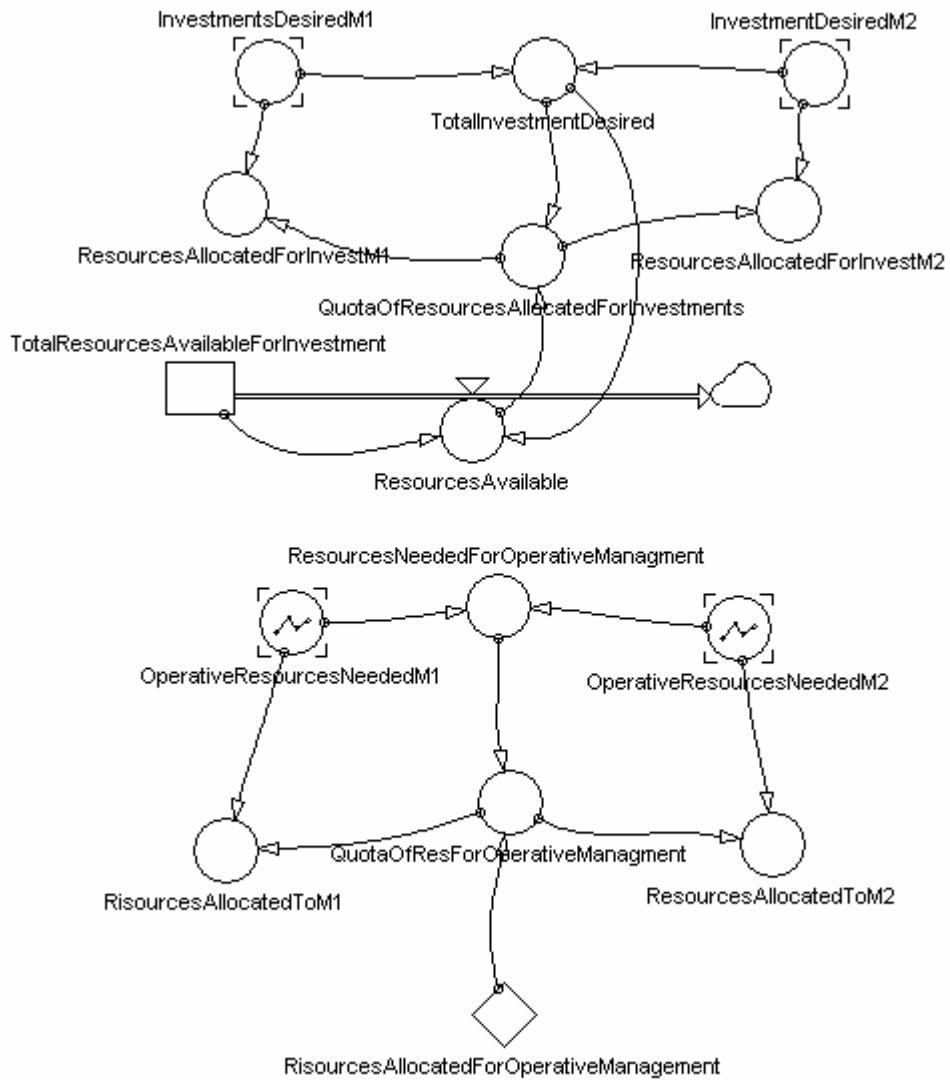 InvestmentsDesiredM1
InvestmentDesiredM2
TotalInvestmentDesired
ResourcesAllocatedForInvestM1
ResourcesAllocatedForInvestM2
QuotaOfResourcesAllocatedForInvestments
TotalResourcesAvailableForInvestment
ResourcesAvailable
ResourcesNeededForOperativeManagment
OperativeResourcesNeededM1
OperativeResourcesNeededM2
QuotaOfResForOperativeManagment
RisourcesAllocatedToM1
ResourcesAllocatedToM2
RisourcesAllocatedForOperativeManagement